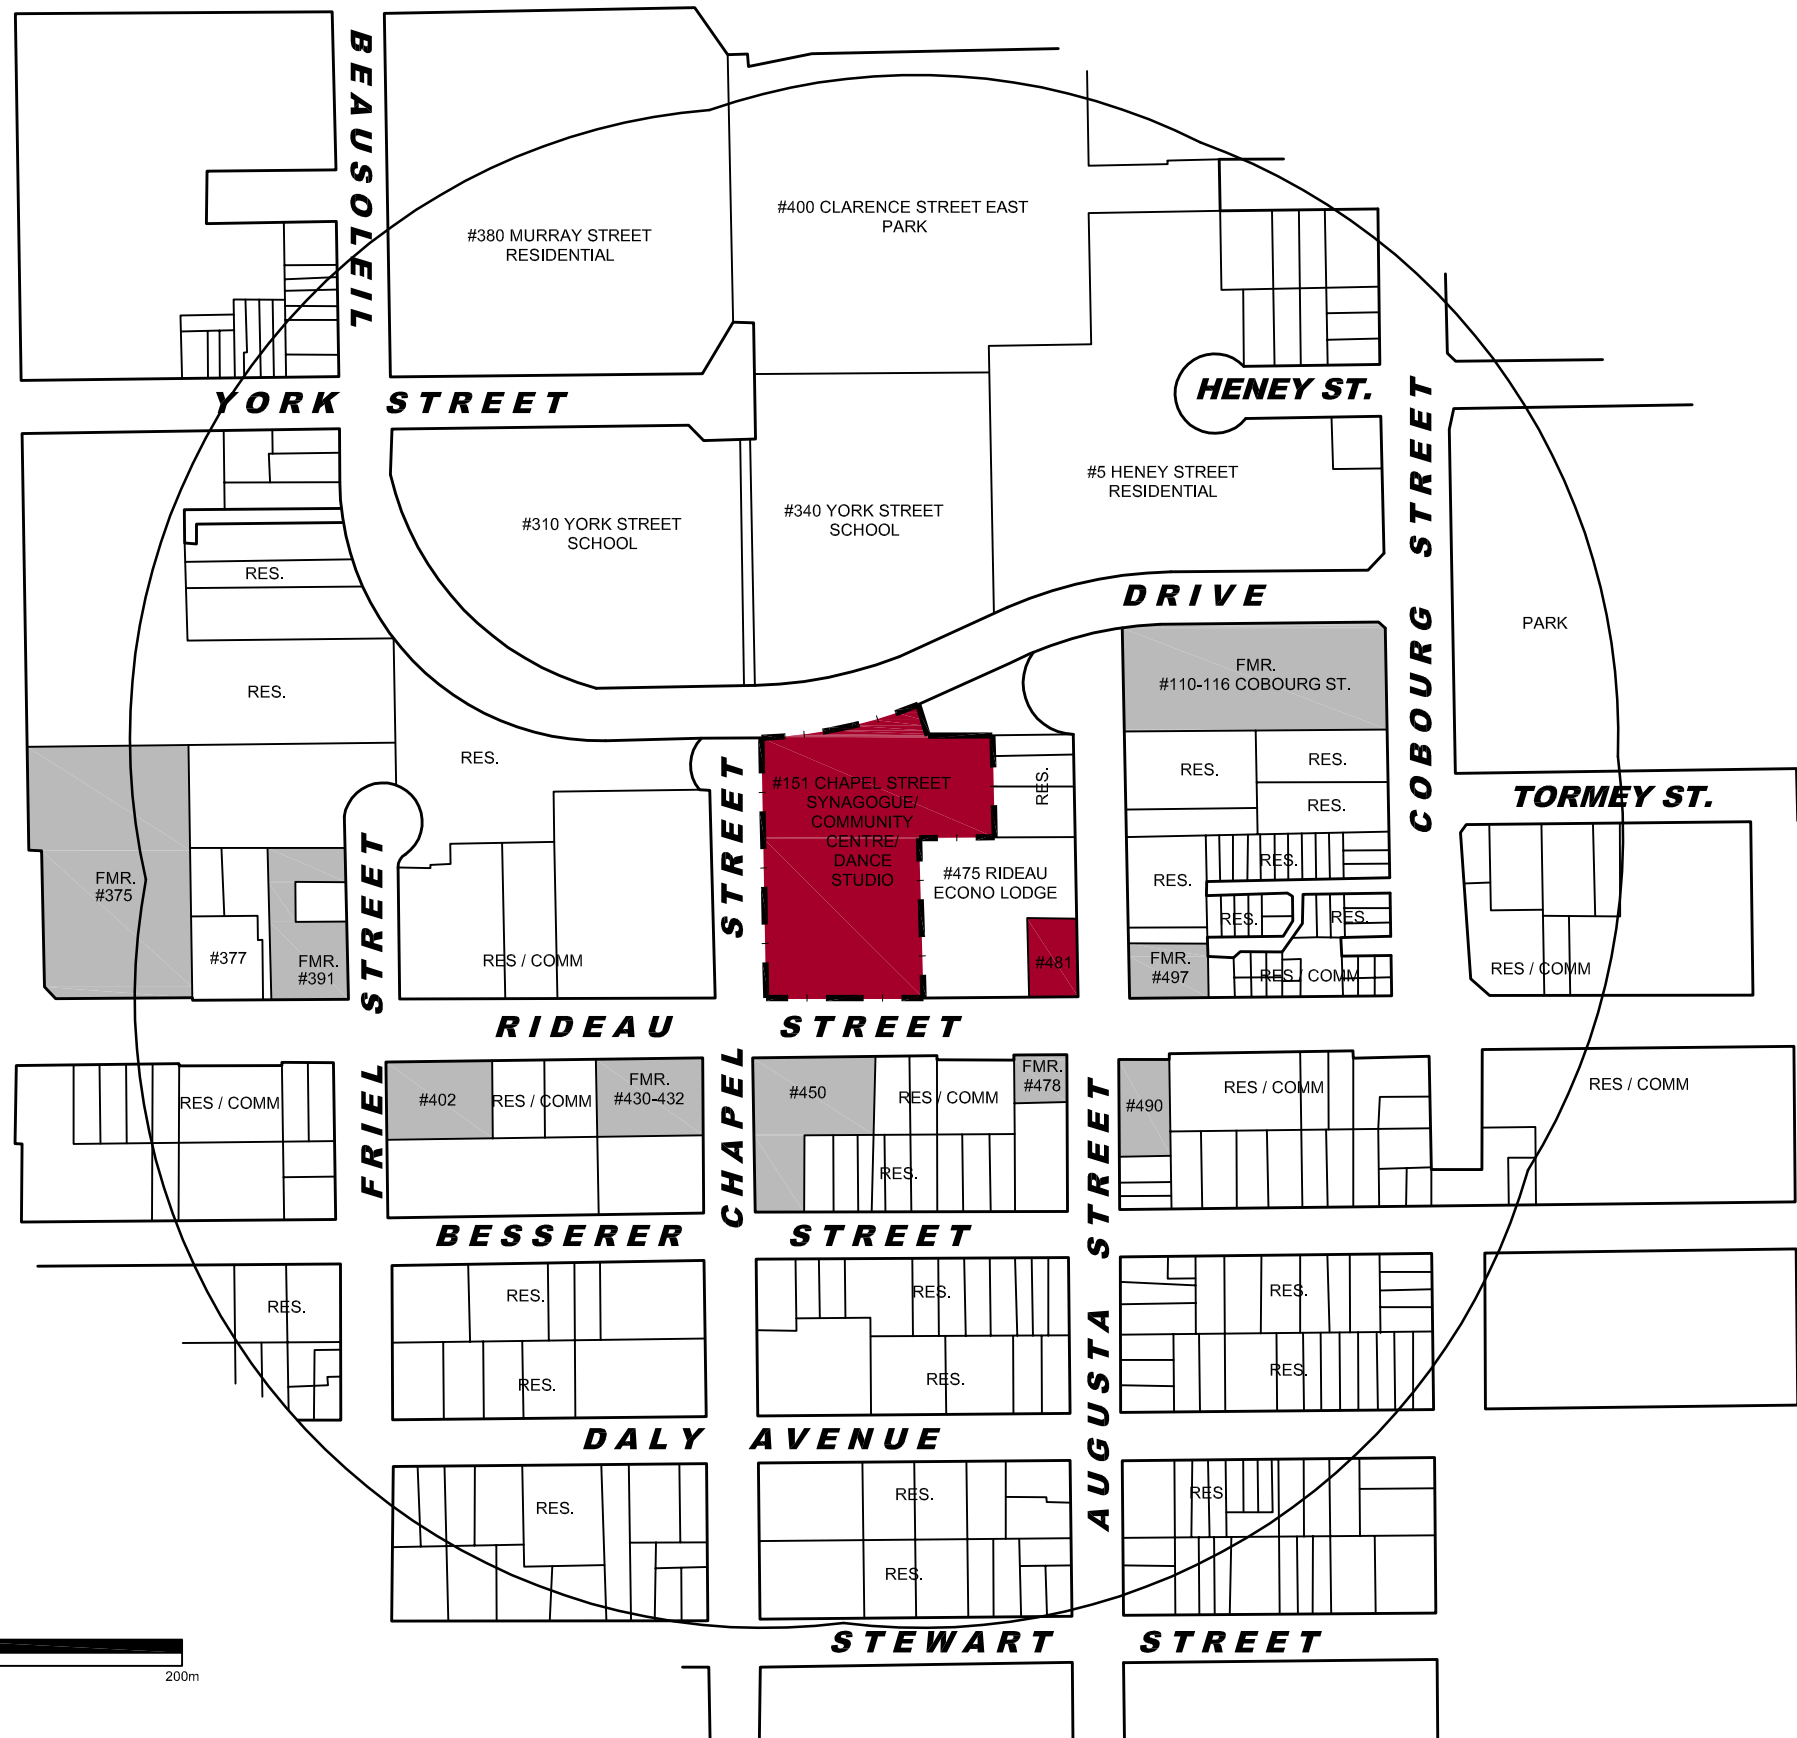 BEAUSOLEIL
#380 MURRAY STREET
RESIDENTIAL
#400 CLARENCE STREET EAST
PARK
YORK STREET
HENEY ST.
COBOURG STREET
#310 YORK STREET
SCHOOL
#340 YORK STREET
SCHOOL
#5 HENEY STREET
RESIDENTIAL
RES.
DRIVE
PARK
RES.
FMR.
#110-116 COBOURG ST.
RES.
STREET
#151 CHAPEL STREET
SYNAGOGUE/
COMMUNITY
CENTRE/
DANCE
STUDIO
RES.
RES.
RES.
RES.
TORMEY ST.
FMR.
#375
#377
FMR.
#391
STREET
RES / COMM
#475 RIDEAU
ECONO LODGE
#481
RES.
RES.
RES.
RES.
FMR.
#497
RES / COMM
RES / COMM
RIDEAU STREET
RES / COMM
FRIEL
#402
RES / COMM
FMR.
#430-432
CHAPEL
#450
RES / COMM
FMR.
#478
RES.
AUGUSTA STREET
#490
RES / COMM
RES / COMM
BESSERER STREET
RES.
RES.
RES.
RES.
RES.
RES.
RES.
DALY AVENUE
RES.
RES.
RES.
RES
STEWART STREET
200m